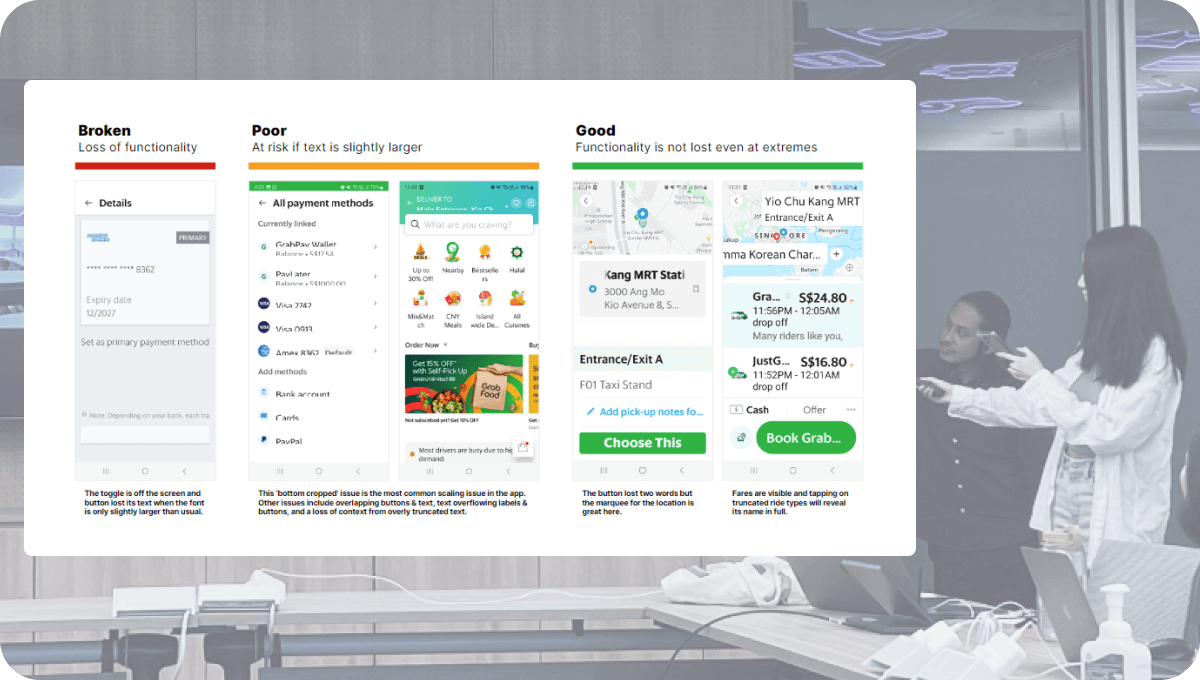 Broken
Loss of functionality
Poor
At risk if text is slightly larger
Good
Functionality is not lost even at extremes
Details
PRIMARY
**** **** **** 8362
Expiry date
12/2027
Set as primary payment method
Note: Depending on your bank, each tra
The toggle is off the screen and
button lost its text when the font
is only slightly larger than usual.
All payment methods
Currently linked
GrabPay Wallet
Balance • S$17.54
PayLater
Balance • S$1000.00
VISA
Visa 2742
VISA
Visa 0913
Amex 8362 Default
Add methods
Bank account
Cards
PayPal
DELIVER TO
What are you craving?
Up to
30% Off!
Nearby
Bestselle
rs
Halal
Mix&Mat
ch
CNY
Meals
Island
wide De...
All
Cuisines
Order Now
Get 15% OFF
with Self-Pick Up
GrabUnlimited
Grab
Food
Not subscribed yet? Get 10% OFF
Most drivers are busy due to hig
demand.
This 'bottom cropped' issue is the most common scaling issue in the app.
Other issues include overlapping buttons & text, text overflowing labels &
buttons, and a loss of context from overly truncated text.
Yio Chu Kang MRT
Kang MRT Stati
3000 Ang Mo
Kio Avenue 8, S...
Entrance/Exit A
F01 Taxi Stand
Add pick-up notes fo...
Choose This
The button lost two words but
the marquee for the location is
great here.
Yio Chu Kang MRT
Entrance/Exit A
Pengerang
mma Korean Char...
Batam
Gra... S$24.80
11:56PM - 12:05AM
drop off
Many riders like you,
JustG... S$16.80
11:52PM - 12:01AM
drop off
Cash Offer
Book Grab...
Fares are visible and tapping on
truncated ride types will reveal
its name in full.